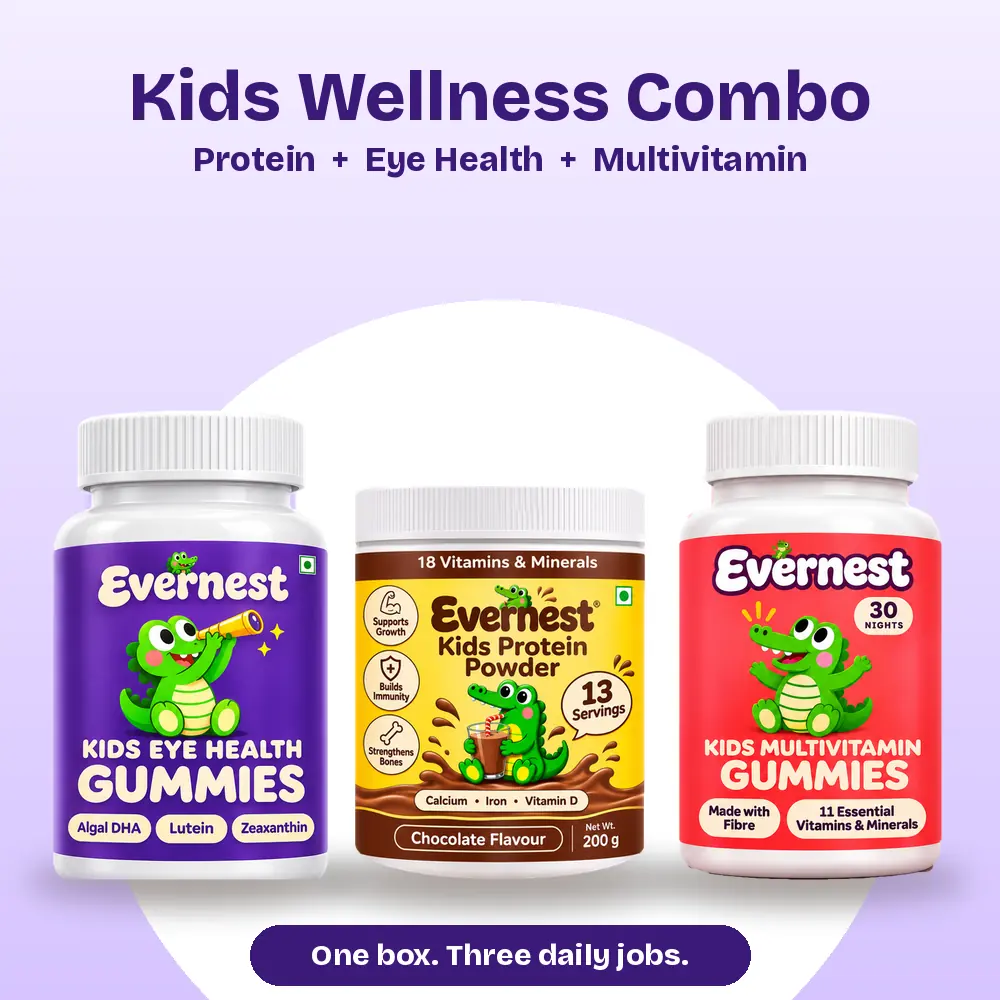 Kids Wellness Combo
Protein + Eye Health + Multivitamin
Evernest
KIDS EYE HEALTH
GUMMIES
Algal DHA
Lutein
Zeaxanthin
18 Vitamins & Minerals
Evernest®
Kids Protein
Powder
Supports
Growth
Builds
Immunity
Strengthens
Bones
13
Servings
Calcium • Iron • Vitamin D
Chocolate Flavour
Net Wt.
200 g
Evernest
30
NIGHTS
KIDS MULTIVITAMIN
GUMMIES
Made with
Fibre
11 Essential
Vitamins & Minerals
One box. Three daily jobs.